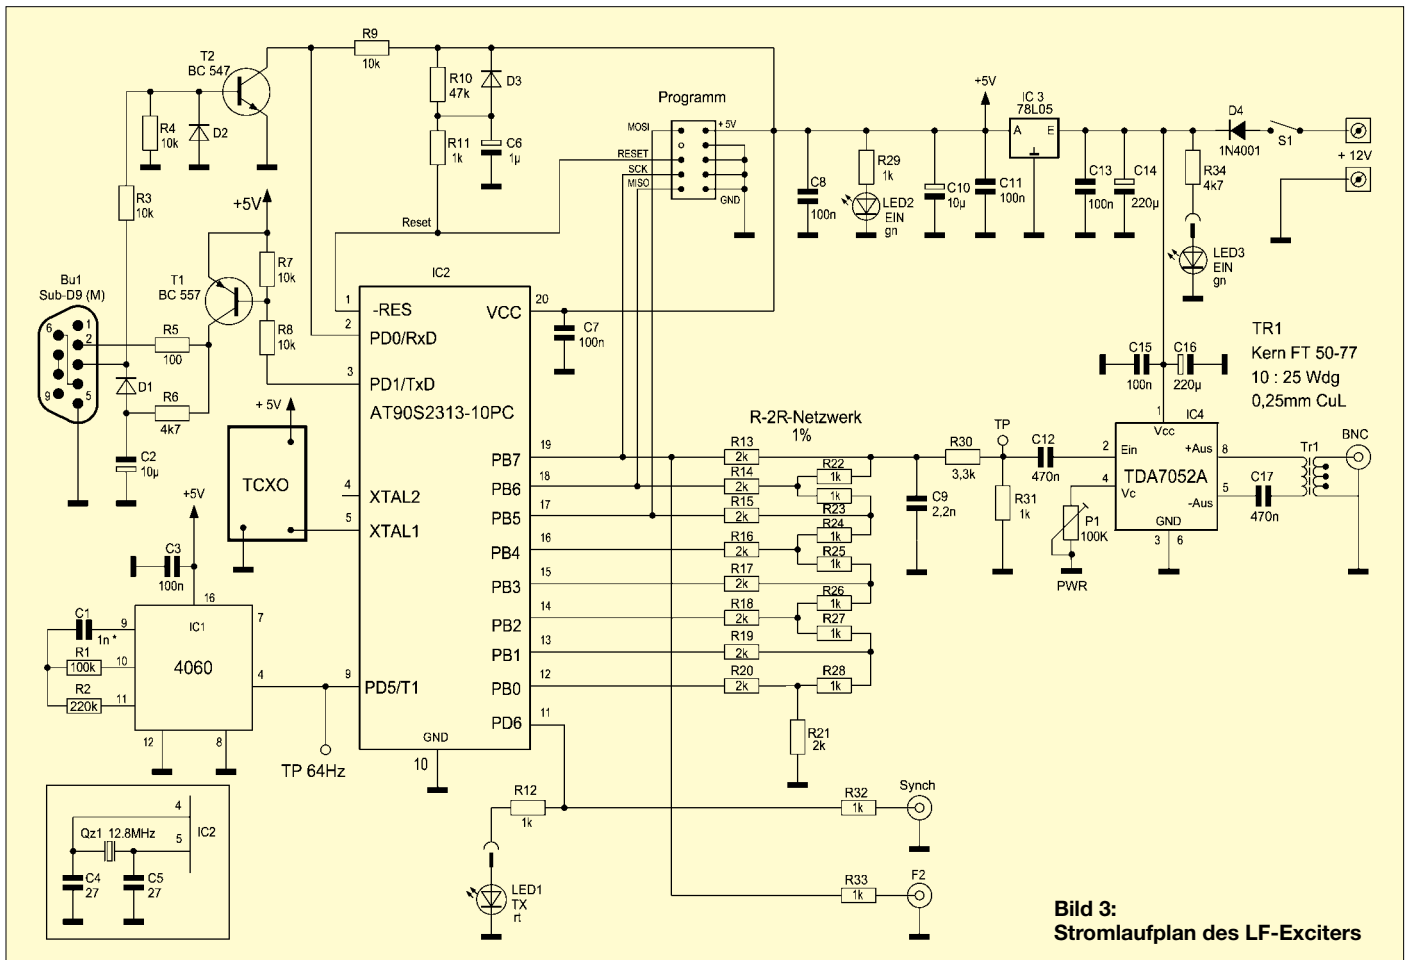 T2
BC 547
R9
10k
R10
47k
D3
R11
1k
C6
1µ
R4
10k
D2
R3
10k
+5V
Programm
MOSI
+ 5V
RESET
SCK
MISO
GND
Reset
C8
100n
R29
1k
LED2
EIN
gn
C10
10µ
+5V
C11
100n
IC 3
78L05
A
E
C13
100n
C14
220µ
D4
1N4001
S1
+ 12V
R34
4k7
LED3
EIN
gn
Bu1
Sub-D9 (M)
6
1
2
9
5
T1
BC 557
R7
10k
R8
10k
R5
100
D1
R6
4k7
C2
10µ
IC2
1
-RES
2
PD0/RxD
3
PD1/TxD
AT90S2313-10PC
4
XTAL2
5
XTAL1
9
PD5/T1
GND
10
VCC
20
C7
100n
+ 5V
TCXO
PB7
19
PB6
18
PB5
17
PB4
16
PB3
15
PB2
14
PB1
13
PB0
12
PD6
11
R-2R-Netzwerk
1%
R13
2k
R14
2k
R15
2k
R16
2k
R17
2k
R18
2k
R19
2k
R20
2k
R22
1k
1k
R23
R24
1k
R25
1k
R26
1k
R27
1k
R28
1k
R21
2k
C9
2,2n
R30
3,3k
TP
R31
1k
C12
470n
C15
100n
C16
220µ
TR1
Kern FT 50-77
10 : 25 Wdg
0,25mm CuL
IC4
1
Vcc
2
Ein
+Aus
8
TDA7052A
4
Vc
-Aus
5
GND
3
6
P1
100K
PWR
C17
470n
Tr1
BNC
+5V
C3
100n
16
C1
1n *
9
IC1
7
R1
100k
10
4060
4
R2
220k
11
12
8
TP 64Hz
4
IC2
Qz1
12.8MHz
5
C4
27
C5
27
R12
1k
LED1
TX
rt
R32
1k
Synch
R33
1k
F2
Bild 3:
Stromlaufplan des LF-Exciters